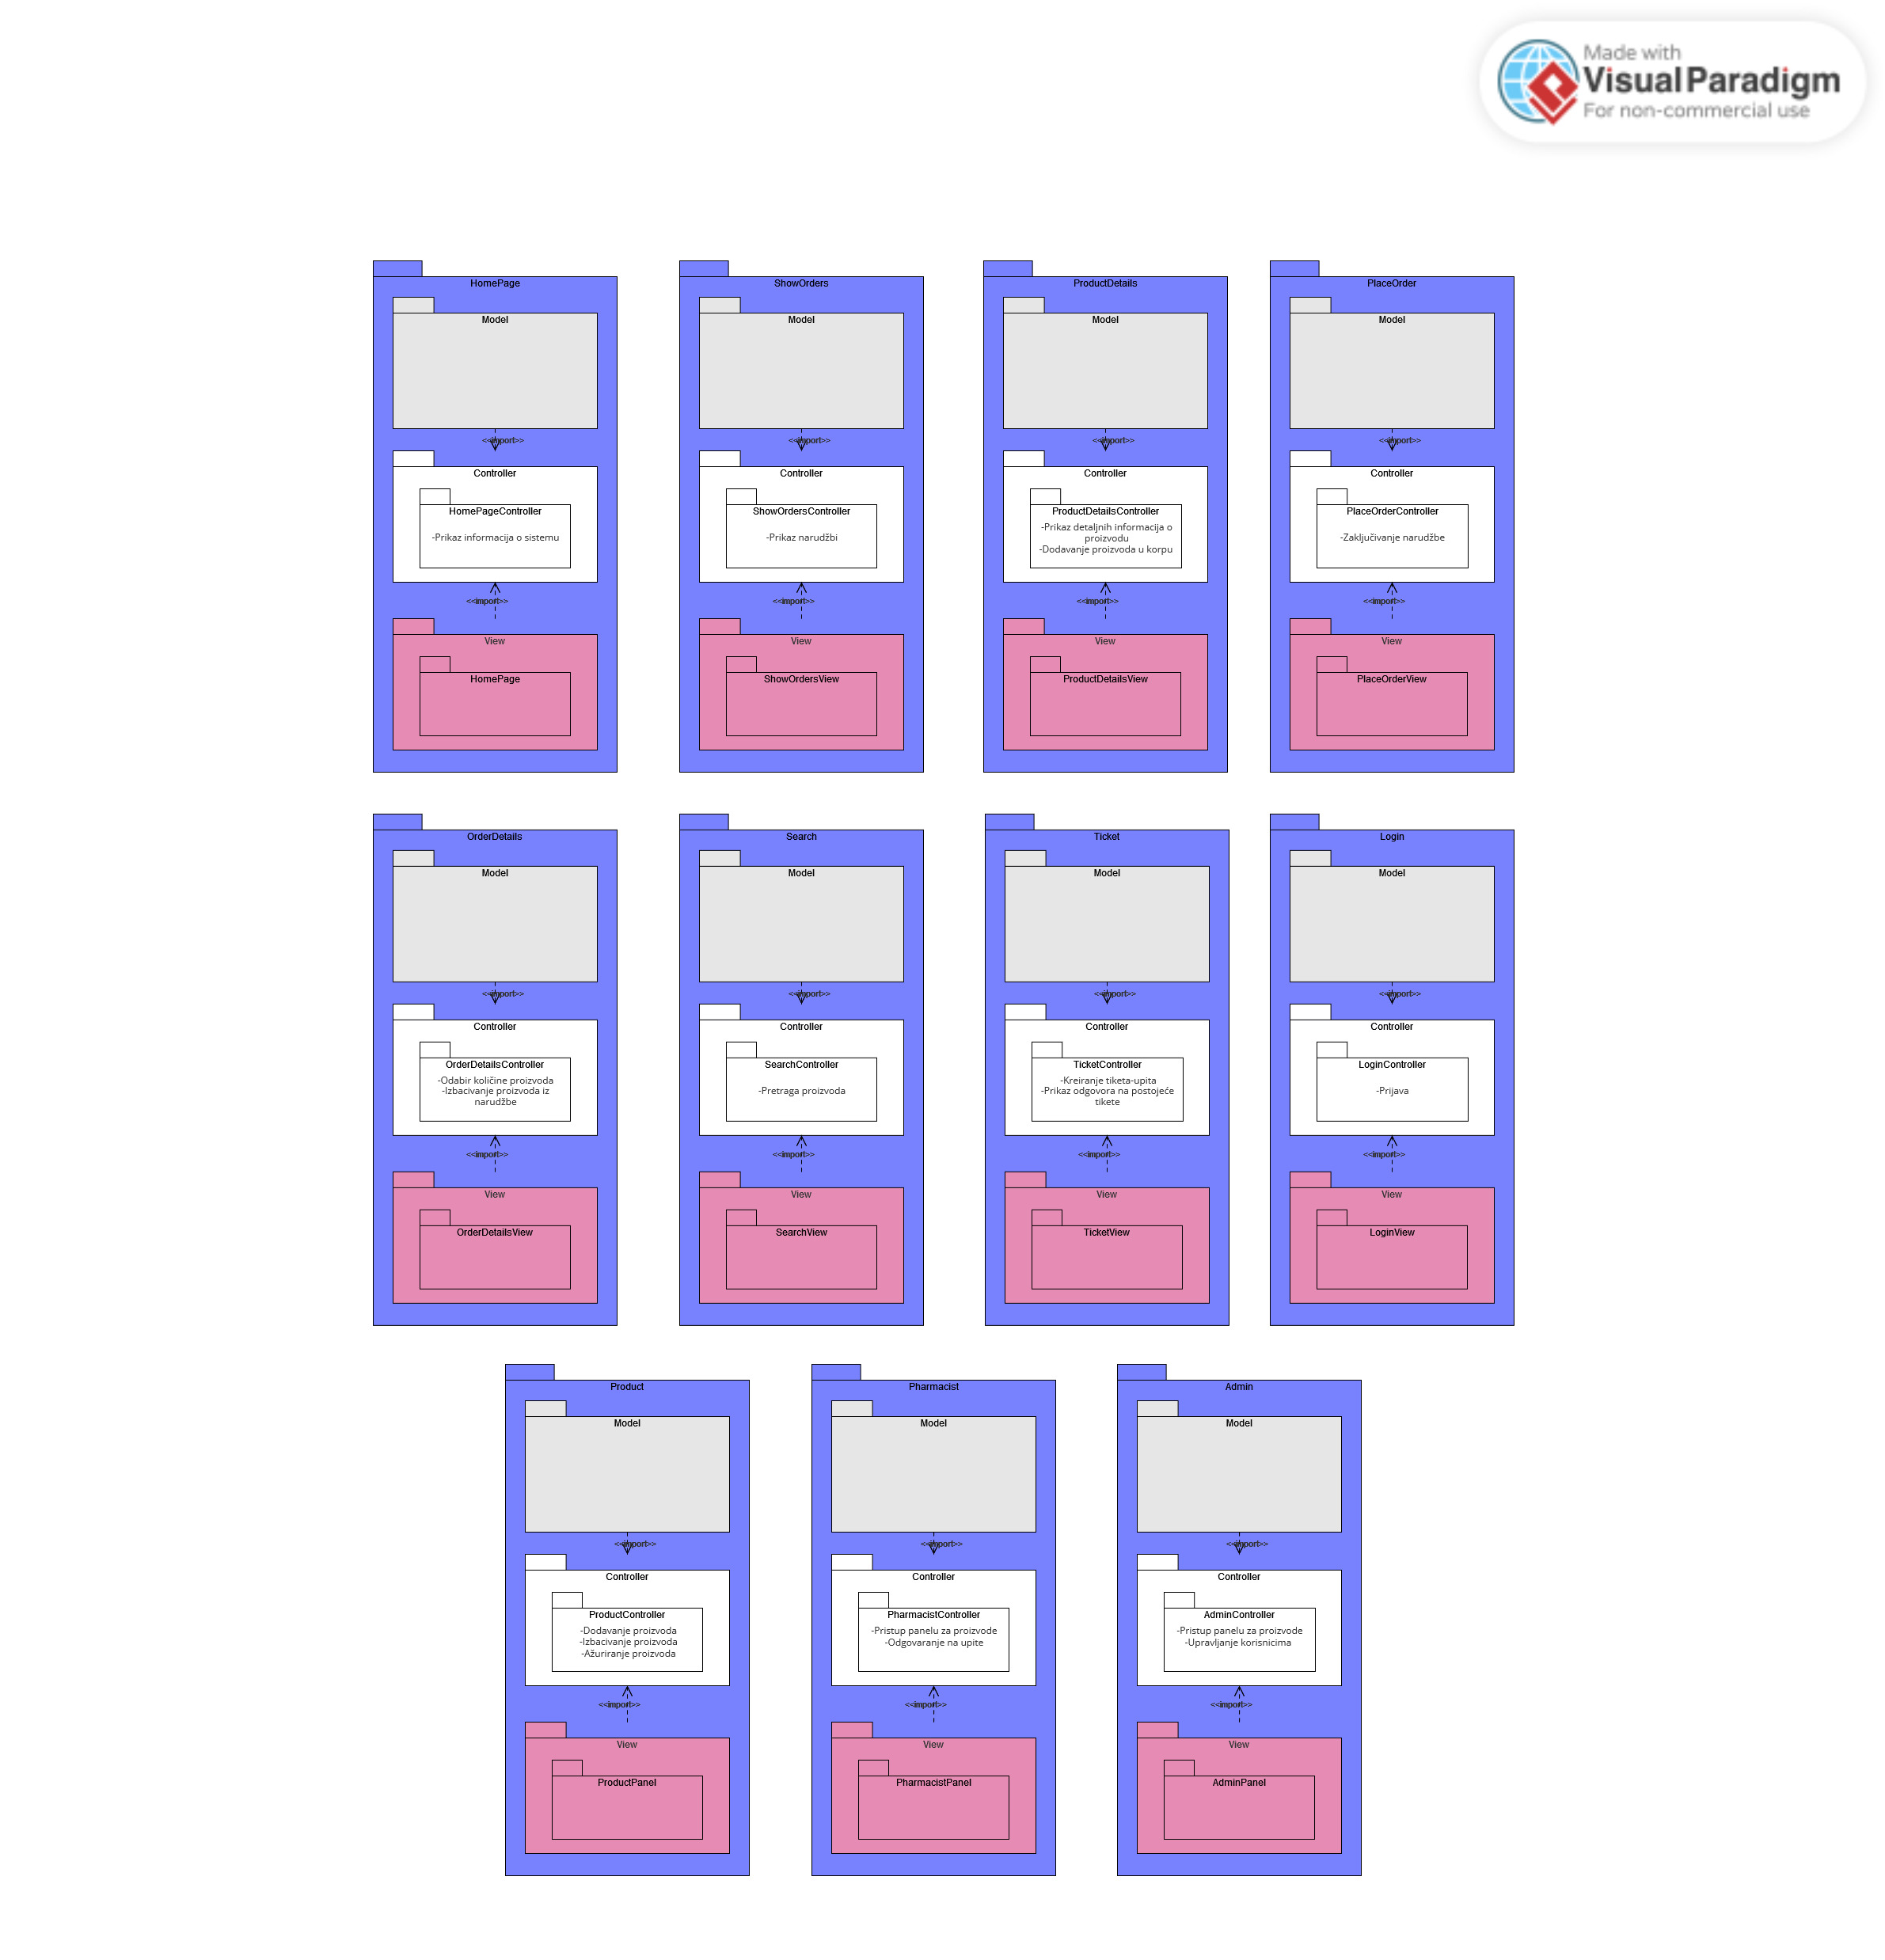 Made with
Visual Paradigm
For non-commercial use
HomePage
Model
<<import>>
Controller
HomePageController
-Prikaz informacija o sistemu
<<import>>
View
HomePage
ShowOrders
Model
<<import>>
Controller
ShowOrdersController
-Prikaz narudžbi
<<import>>
View
ShowOrdersView
ProductDetails
Model
<<import>>
Controller
ProductDetailsController
-Prikaz detaljnih informacija o
proizvodu
-Dodavanje proizvoda u korpu
<<import>>
View
ProductDetailsView
PlaceOrder
Model
<<import>>
Controller
PlaceOrderController
-Zaključivanje narudžbe
<<import>>
View
PlaceOrderView
OrderDetails
Model
<<import>>
Controller
OrderDetailsController
-Odabir količine proizvoda
-Izbacivanje proizvoda iz
narudžbe
<<import>>
View
OrderDetailsView
Search
Model
<<import>>
Controller
SearchController
-Pretraga proizvoda
<<import>>
View
SearchView
Ticket
Model
<<import>>
Controller
TicketController
-Kreiranje tiketa-upita
-Prikaz odgovora na postojeće
tikete
<<import>>
View
TicketView
Login
Model
<<import>>
Controller
LoginController
-Prijava
<<import>>
View
LoginView
Product
Model
<<import>>
Controller
ProductController
-Dodavanje proizvoda
-Izbacivanje proizvoda
-Ažuriranje proizvoda
<<import>>
View
ProductPanel
Pharmacist
Model
<<import>>
Controller
PharmacistController
-Pristup panelu za proizvode
-Odgovaranje na upite
<<import>>
View
PharmacistPanel
Admin
Model
<<import>>
Controller
AdminController
-Pristup panelu za proizvode
-Upravljanje korisnicima
<<import>>
View
AdminPanel